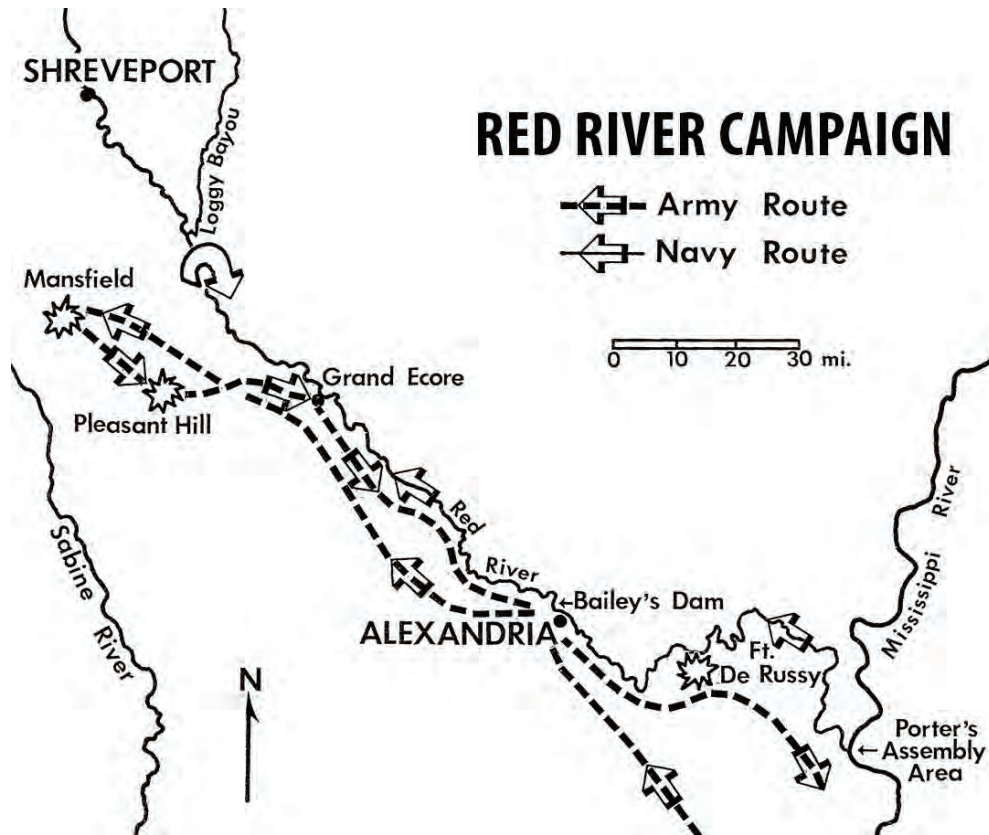 SHREVEPORT
Loggy Bayou
RED RIVER CAMPAIGN
Army Route
Navy Route
0 10 20 30 mi.
Mansfield
Grand Ecore
Pleasant Hill
Red
River
Sabine
River
Mississippi
River
←Bailey's Dam
ALEXANDRIA
Ft.
De Russy
N
Porter's
←Assembly
Area